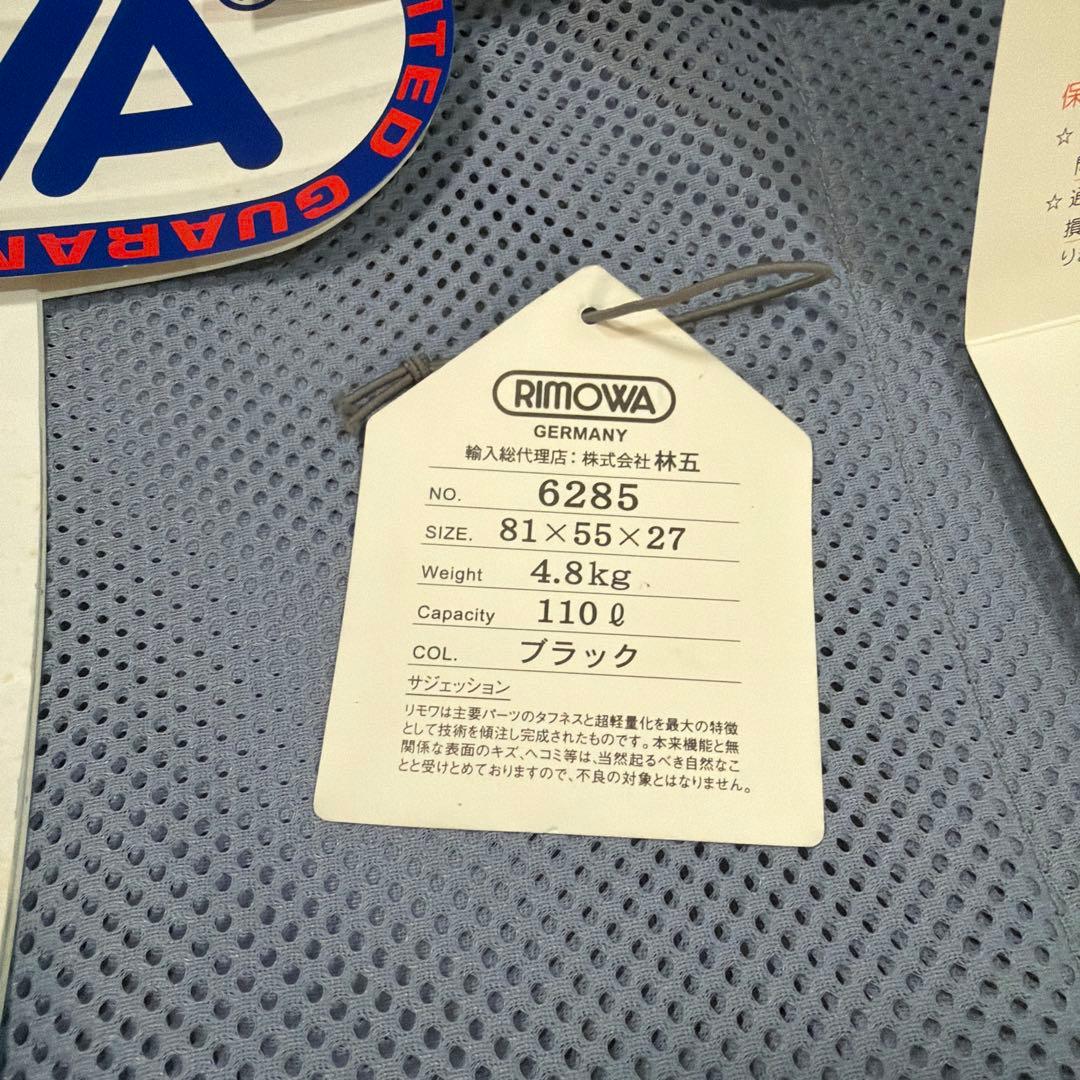 ITED GUARAN
RIMOWA
GERMANY
輸入総代理店：株式会社 林五
NO. 6285
SIZE. 81×55×27
Weight 4.8kg
Capacity 110ℓ
COL. ブラック
サジェッション
リモワは主要パーツのタフネスと超軽量化を最大の特徴
として技術を傾注し完成されたものです。本来機能と無
関係な表面のキズ、ヘコミ等は、当然起るべき自然なこ
とと受けとめておりますので、不良の対象とはなりません。
保
☆
☆ 追
損
りま